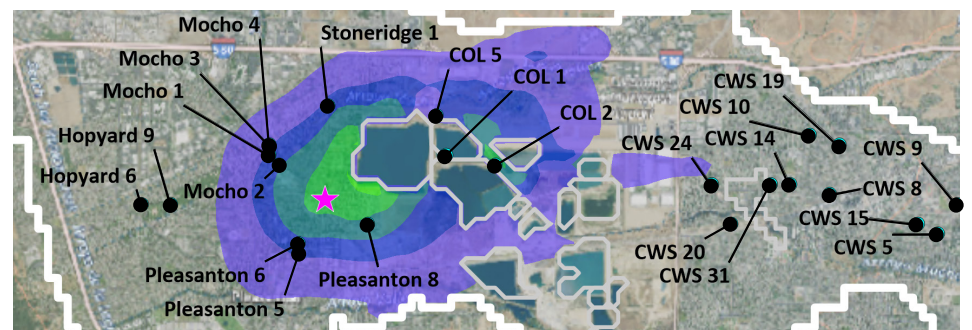 Mocho 4
Stoneridge 1
Mocho 3
COL 5
580
CWS 19
Mocho 1
COL 1
CWS 10
COL 2
Hopyard 9
CWS 24
CWS 14
CWS 9
Hopyard 6
Mocho 2
CWS 8
CWS 15
CWS 20
CWS 5
Pleasanton 6
Pleasanton 8
CWS 31
Pleasanton 5